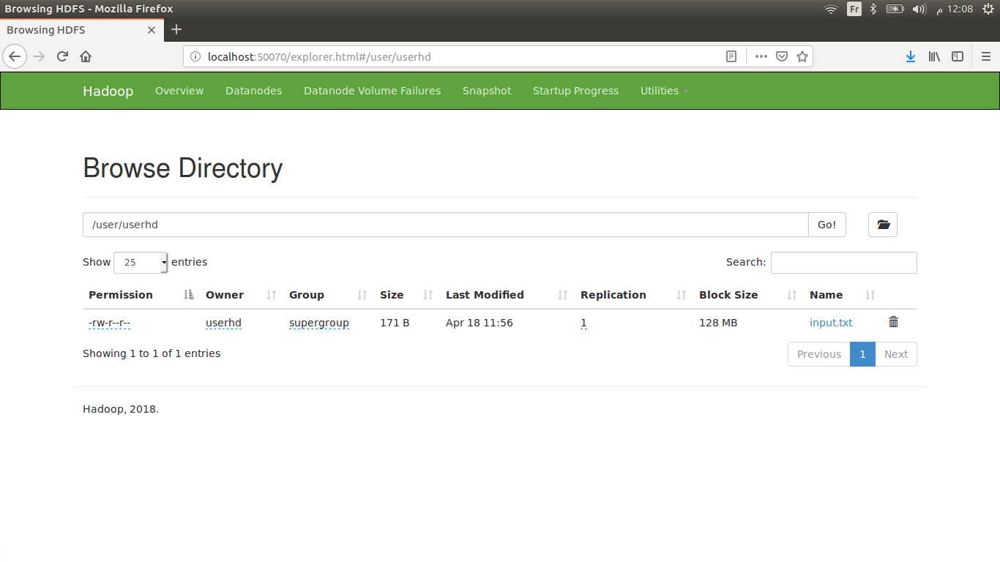 Browsing HDFS - Mozilla Firefox
Fr
12:08 م
Browsing HDFS
localhost:50070/explorer.html#/user/userhd
Hadoop Overview Datanodes Datanode Volume Failures Snapshot Startup Progress Utilities
Browse Directory
/user/userhd Go!
Show 25 entries Search:
Permission Owner Group Size Last Modified Replication Block Size Name
-rw-r--r-- userhd supergroup 171 B Apr 18 11:56 1 128 MB input.txt
Showing 1 to 1 of 1 entries Previous 1 Next
Hadoop, 2018.